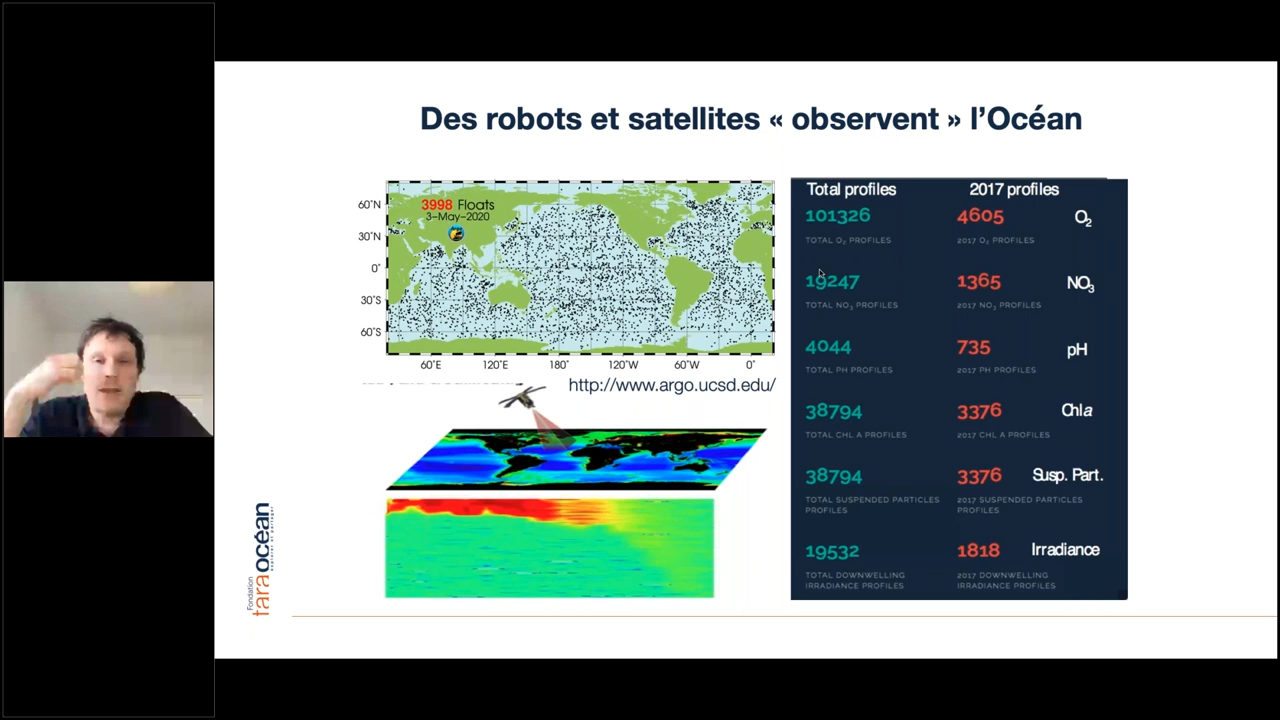 Des robots et satellites « observent » l'Océan
60°N
30°N
0°
30°S
60°S
3998 Floats
3-May-2020
60°E
120°E
180°
120°W
60°W
0°
http://www.argo.ucsd.edu/
Total profiles
2017 profiles
101326
4605
O₂
TOTAL O₂ PROFILES
2017 O₂ PROFILES
19247
1365
NO₃
TOTAL NO₃ PROFILES
2017 NO₃ PROFILES
4044
735
pH
TOTAL PH PROFILES
2017 PH PROFILES
38794
3376
Chla
TOTAL CHL A PROFILES
2017 CHL A PROFILES
38794
3376
Susp. Part.
TOTAL SUSPENDED PARTICLES
PROFILES
2017 SUSPENDED PARTICLES
PROFILES
19532
1818
Irradiance
TOTAL DOWNWELLING
IRRADIANCE PROFILES
2017 DOWNWELLING
IRRADIANCE PROFILES
Fondation
taraocéan
explorer et partager